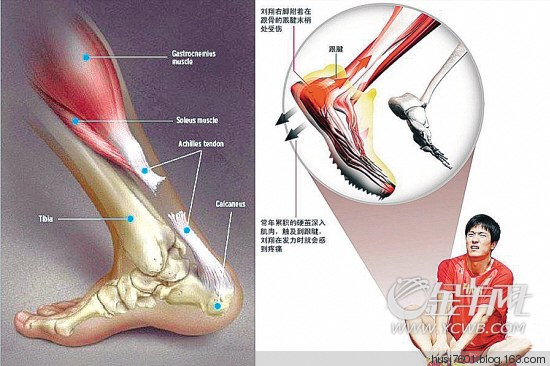 Gastrocnemius
muscle
Soleus muscle
Achilles tendon
Calcaneus
Tibia
刘翔右脚附着在
跟骨的跟腱末梢
处受伤
跟腱
常年累积的硬茧深入
肌肉，触及到跟腱，
刘翔在发力时就会感
到疼痛
金羊网
WWW.YCWB.COM
husj7601.blog.163.com